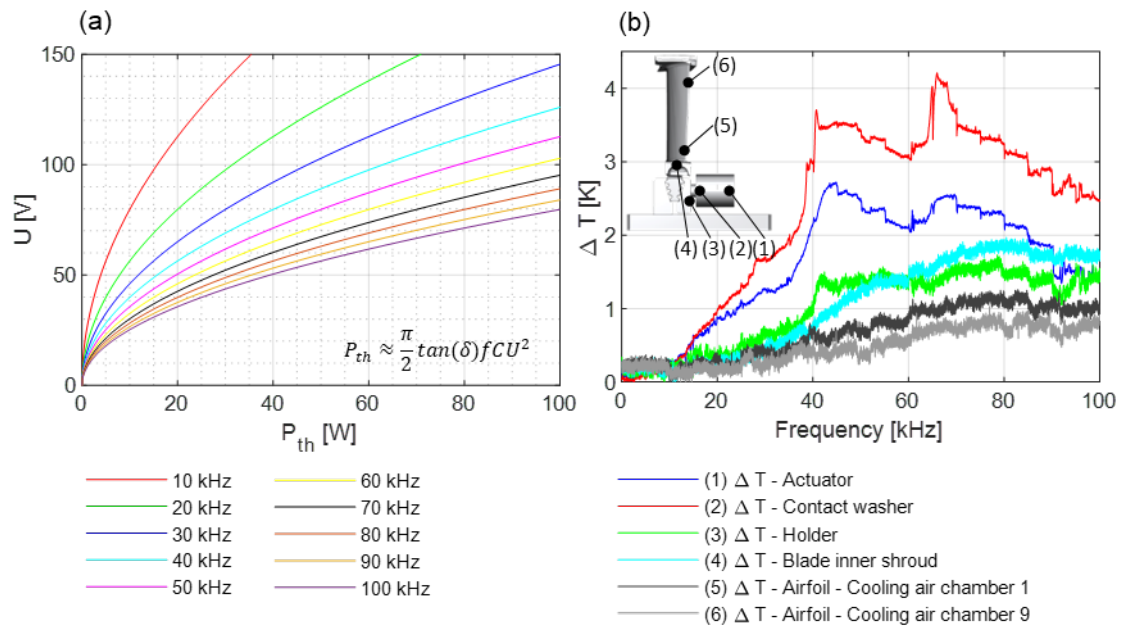 (a)
150
100
50
0
U [V]
0 20 40 60 80 100
P_th [W]
P_th ≈ π/2 tan(δ)fCU²
10 kHz
20 kHz
30 kHz
40 kHz
50 kHz
60 kHz
70 kHz
80 kHz
90 kHz
100 kHz
(b)
4
3
2
1
0
Δ T [K]
(6)
(5)
(4) (3) (2) (1)
0 20 40 60 80 100
Frequency [kHz]
(1) Δ T - Actuator
(2) Δ T - Contact washer
(3) Δ T - Holder
(4) Δ T - Blade inner shroud
(5) Δ T - Airfoil - Cooling air chamber 1
(6) Δ T - Airfoil - Cooling air chamber 9